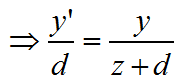 ⇒ y'/d = y/(z + d)